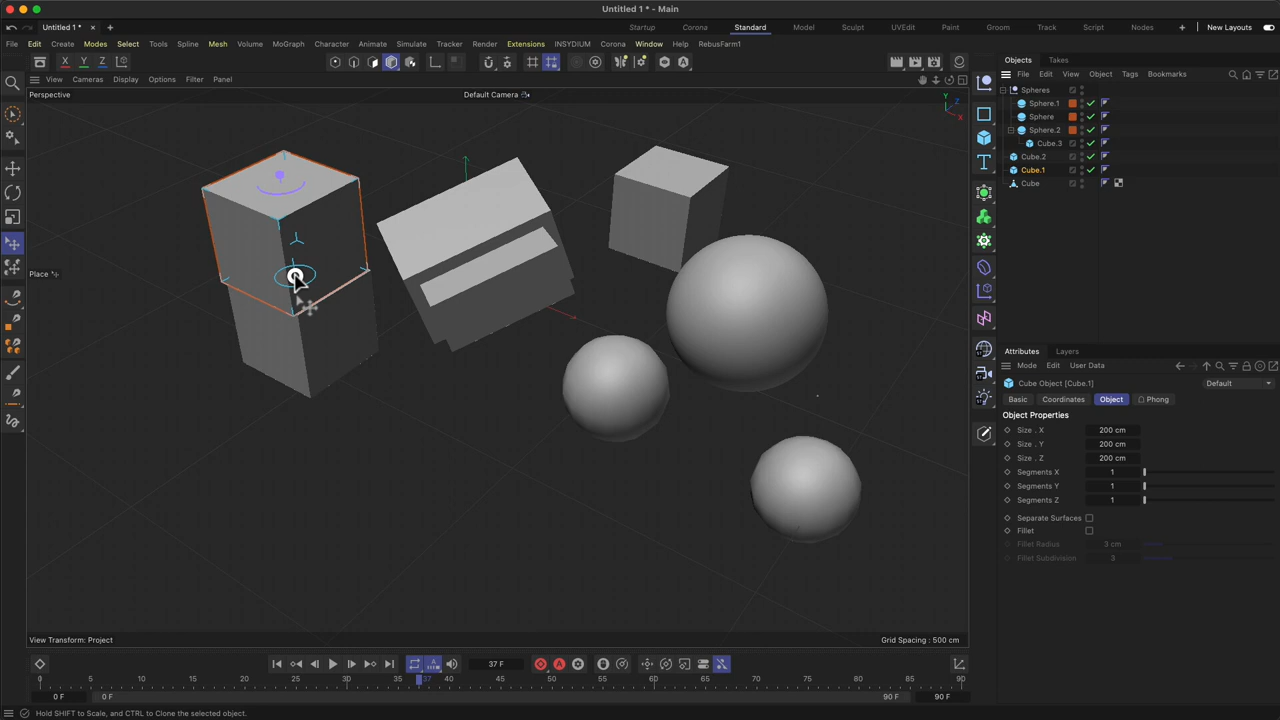 Untitled 1 * - Main
Untitled 1 *
Startup Corona Standard Model Sculpt UVEdit Paint Groom Track Script Nodes New Layouts
File Edit Create Modes Select Tools Spline Mesh Volume MoGraph Character Animate Simulate Tracker Render Extensions INSYDIUM Corona Window Help RebusFarm1
X Y Z
View Cameras Display Options Filter Panel
Perspective
Default Camera
Y
Z
X
Place
View Transform: Project
Grid Spacing : 500 cm
Objects Takes
File Edit View Object Tags Bookmarks
Spheres
Sphere.1
Sphere
Sphere.2
Cube.3
Cube.2
Cube.1
Cube
Attributes Layers
Mode Edit User Data
Cube Object [Cube.1]
Default
Basic Coordinates Object Phong
Object Properties
Size . X 200 cm
Size . Y 200 cm
Size . Z 200 cm
Segments X 1
Segments Y 1
Segments Z 1
Separate Surfaces
Fillet
Fillet Radius 3 cm
Fillet Subdivision 3
37 F
0 5 10 15 20 25 30 35 37 45 50 55 60 65 70 75 80 85 90
0 F 0 F 90 F 90 F
Hold SHIFT to Scale, and CTRL to Clone the selected object.